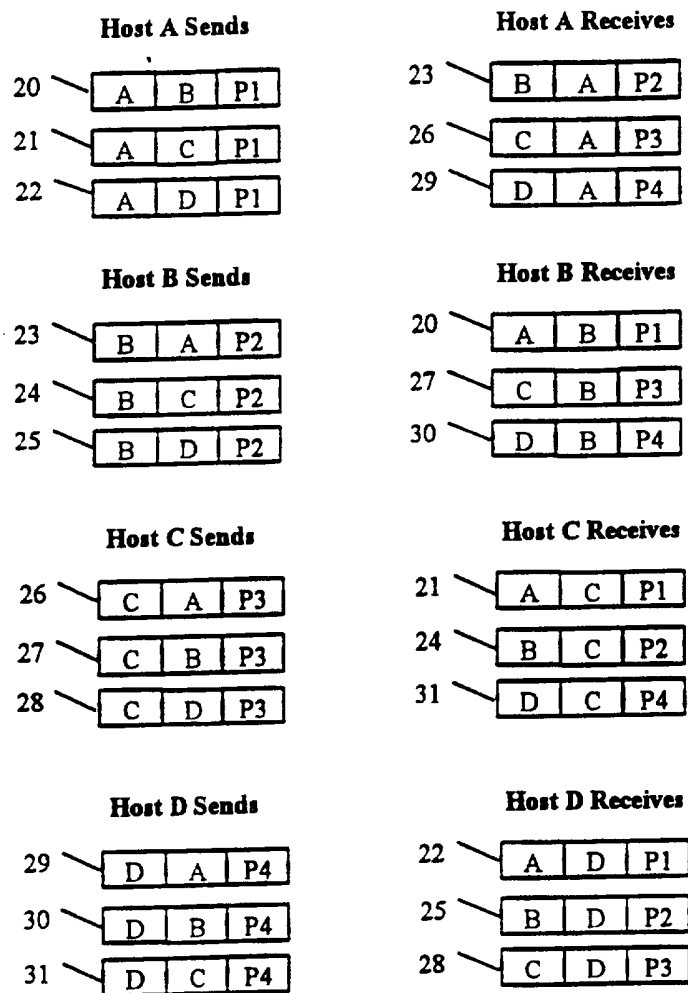 Host A Sends
20 A B P1
21 A C P1
22 A D P1
Host A Receives
23 B A P2
26 C A P3
29 D A P4
Host B Sends
23 B A P2
24 B C P2
25 B D P2
Host B Receives
20 A B P1
27 C B P3
30 D B P4
Host C Sends
26 C A P3
27 C B P3
28 C D P3
Host C Receives
21 A C P1
24 B C P2
31 D C P4
Host D Sends
29 D A P4
30 D B P4
31 D C P4
Host D Receives
22 A D P1
25 B D P2
28 C D P3